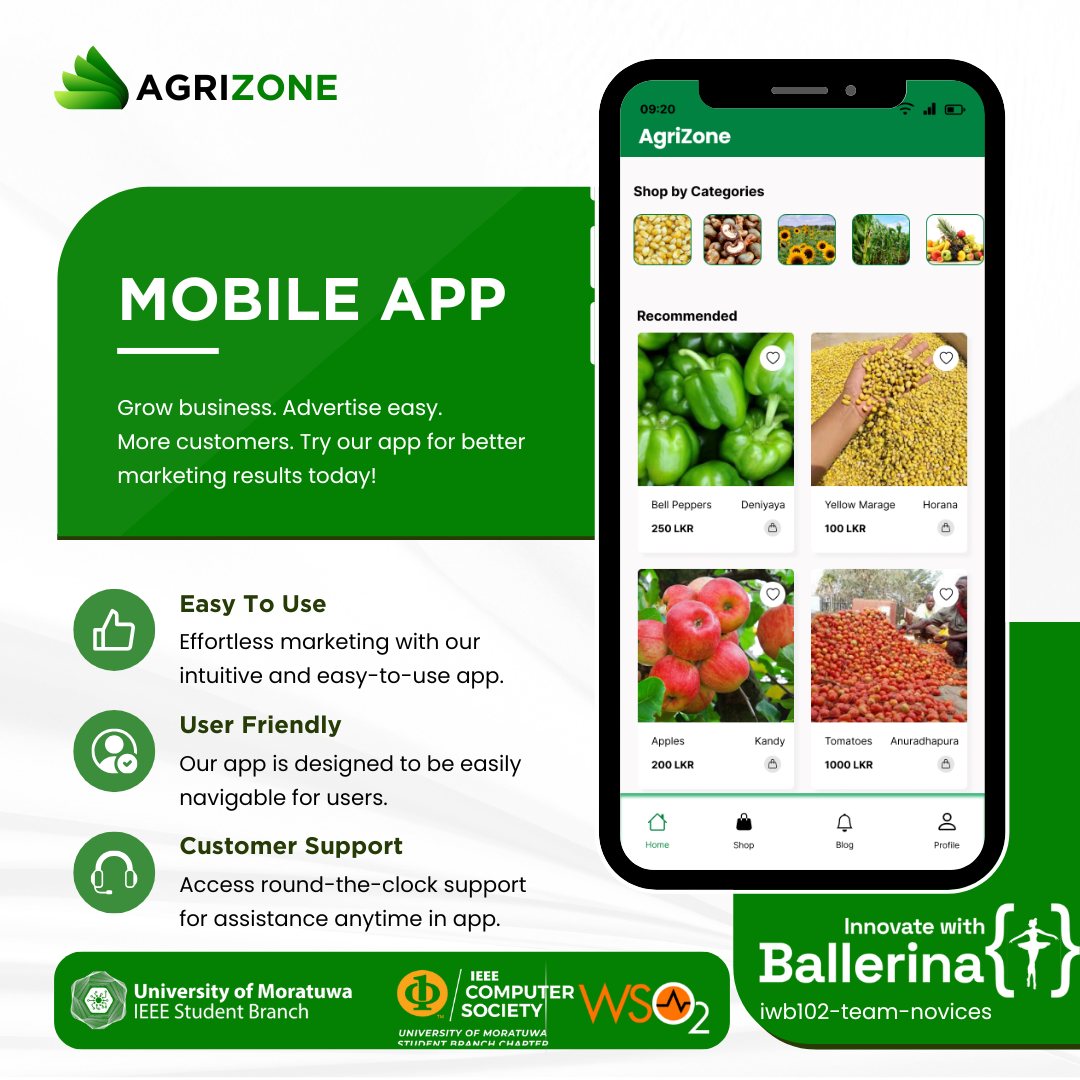 AGRIZONE
MOBILE APP
Grow business. Advertise easy.
More customers. Try our app for better
marketing results today!
Easy To Use
Effortless marketing with our
intuitive and easy-to-use app.
User Friendly
Our app is designed to be easily
navigable for users.
Customer Support
Access round-the-clock support
for assistance anytime in app.
09:20
AgriZone
Shop by Categories
Recommended
Bell Peppers Deniyaya
250 LKR
Yellow Marage Horana
100 LKR
Apples Kandy
200 LKR
Tomatoes Anuradhapura
1000 LKR
Home Shop Blog Profile
University of Moratuwa
IEEE Student Branch
IEEE
COMPUTER
SOCIETY
TM
UNIVERSITY OF MORATUWA
STUDENT BRANCH CHAPTER
WSO2
Innovate with
Ballerina
iwb102-team-novices